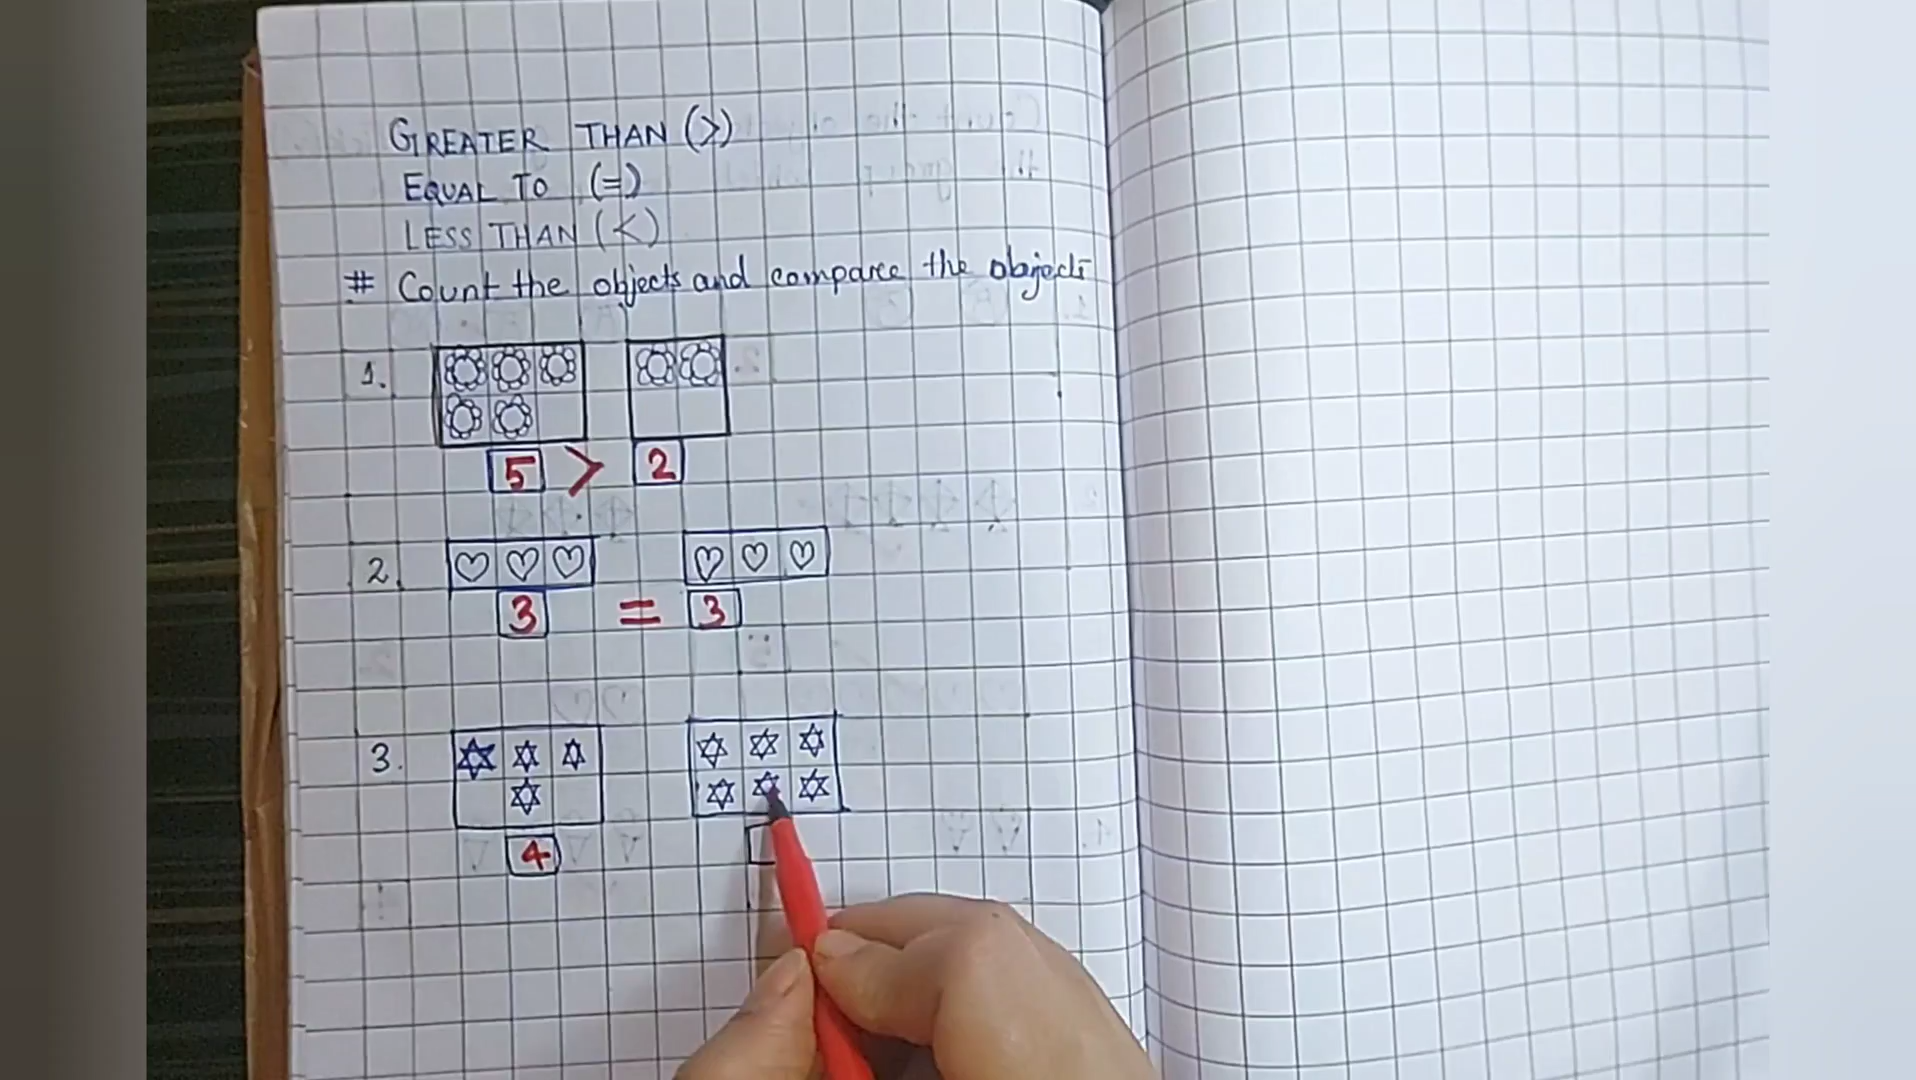 GREATER THAN (>)
EQUAL TO (=)
LESS THAN (<)
# Count the objects and compare the objects
1.
5 > 2
2.
3 = 3
3.
4